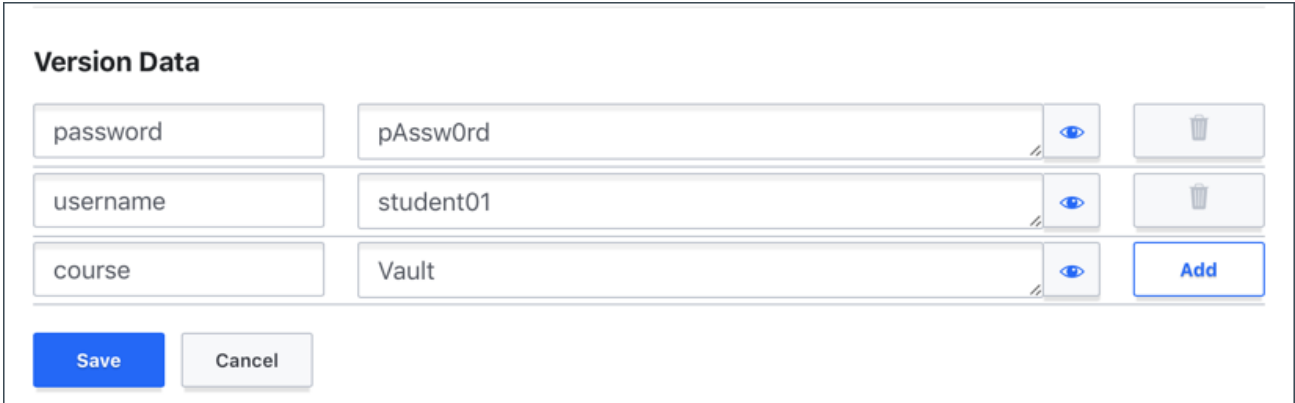 Version Data
password pAssw0rd
username student01
course Vault Add
Save Cancel